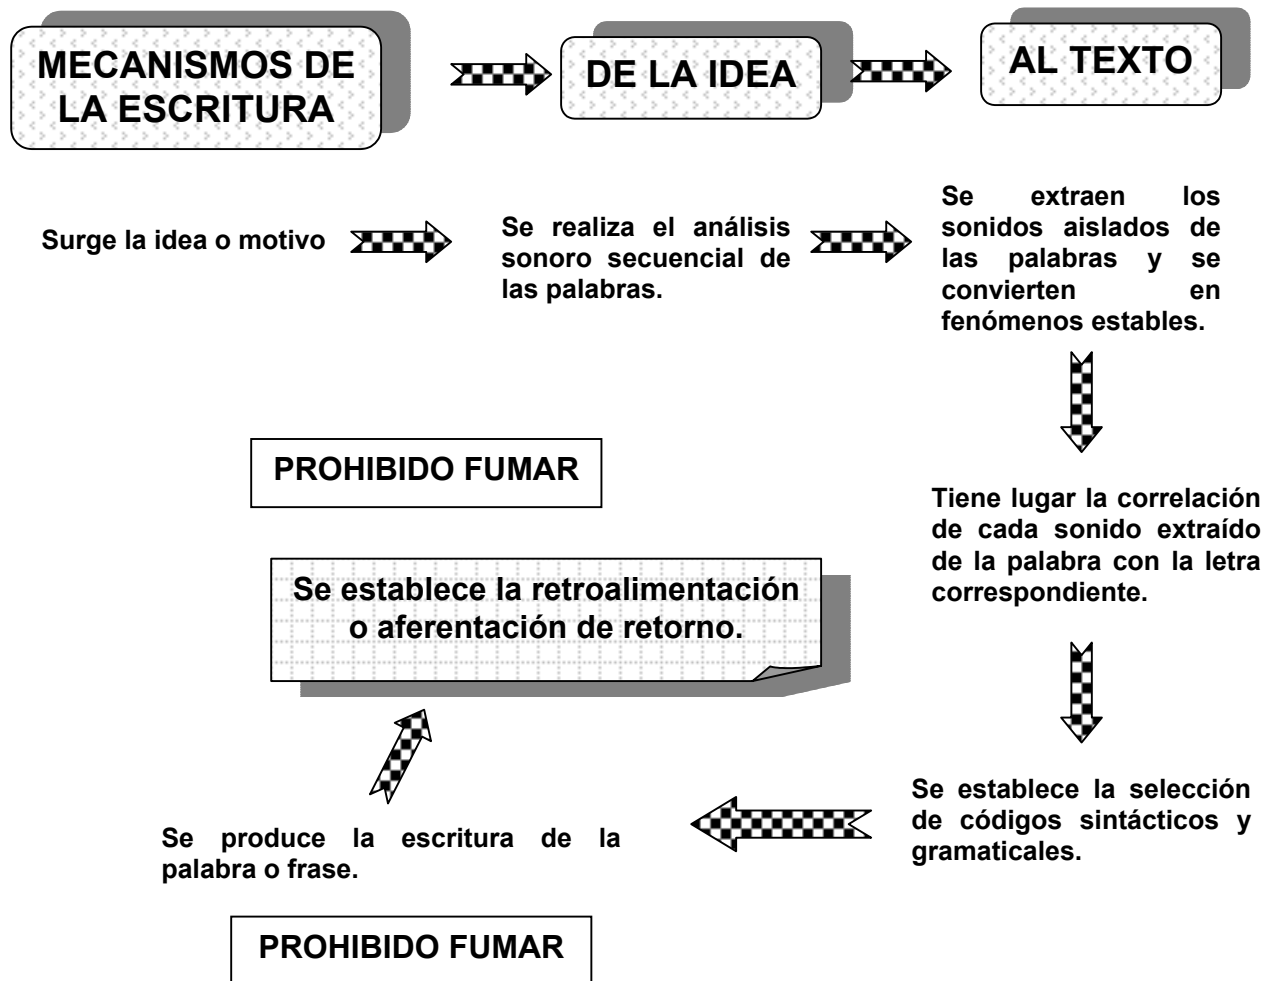 MECANISMOS DE
LA ESCRITURA
DE LA IDEA
AL TEXTO
Surge la idea o motivo
Se realiza el análisis
sonoro secuencial de
las palabras.
Se extraen los
sonidos aislados de
las palabras y se
convierten en
fenómenos estables.
PROHIBIDO FUMAR
Tiene lugar la correlación
de cada sonido extraído
de la palabra con la letra
correspondiente.
Se establece la retroalimentación
o aferentación de retorno.
Se establece la selección
de códigos sintácticos y
gramaticales.
Se produce la escritura de la
palabra o frase.
PROHIBIDO FUMAR